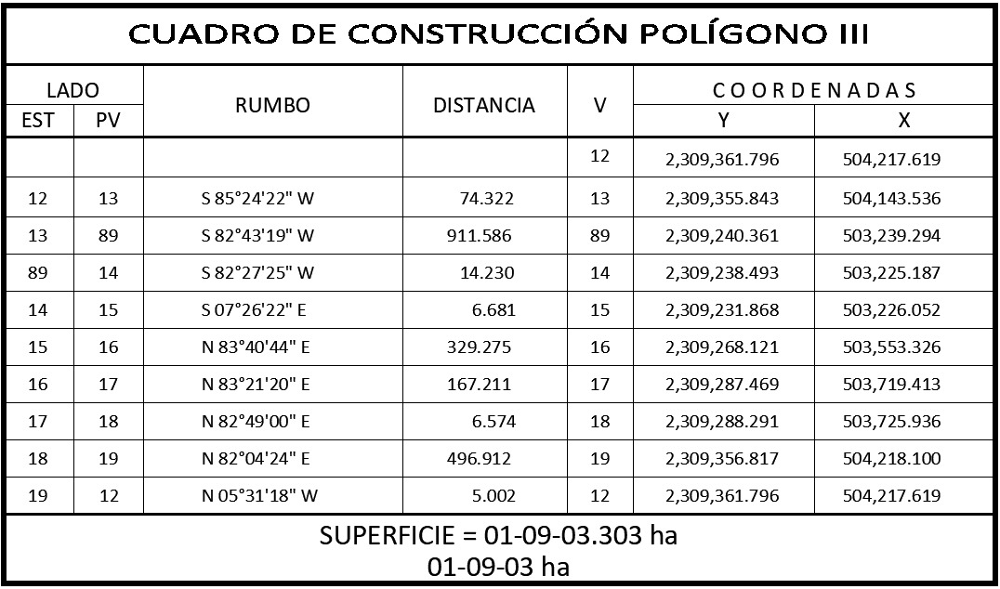 CUADRO DE CONSTRUCCIÓN POLÍGONO III
LADO RUMBO DISTANCIA V COORDENADAS
EST PV Y X
12 2,309,361.796 504,217.619
12 13 S 85°24'22" W 74.322 13 2,309,355.843 504,143.536
13 89 S 82°43'19" W 911.586 89 2,309,240.361 503,239.294
89 14 S 82°27'25" W 14.230 14 2,309,238.493 503,225.187
14 15 S 07°26'22" E 6.681 15 2,309,231.868 503,226.052
15 16 N 83°40'44" E 329.275 16 2,309,268.121 503,553.326
16 17 N 83°21'20" E 167.211 17 2,309,287.469 503,719.413
17 18 N 82°49'00" E 6.574 18 2,309,288.291 503,725.936
18 19 N 82°04'24" E 496.912 19 2,309,356.817 504,218.100
19 12 N 05°31'18" W 5.002 12 2,309,361.796 504,217.619
SUPERFICIE = 01-09-03.303 ha
01-09-03 ha